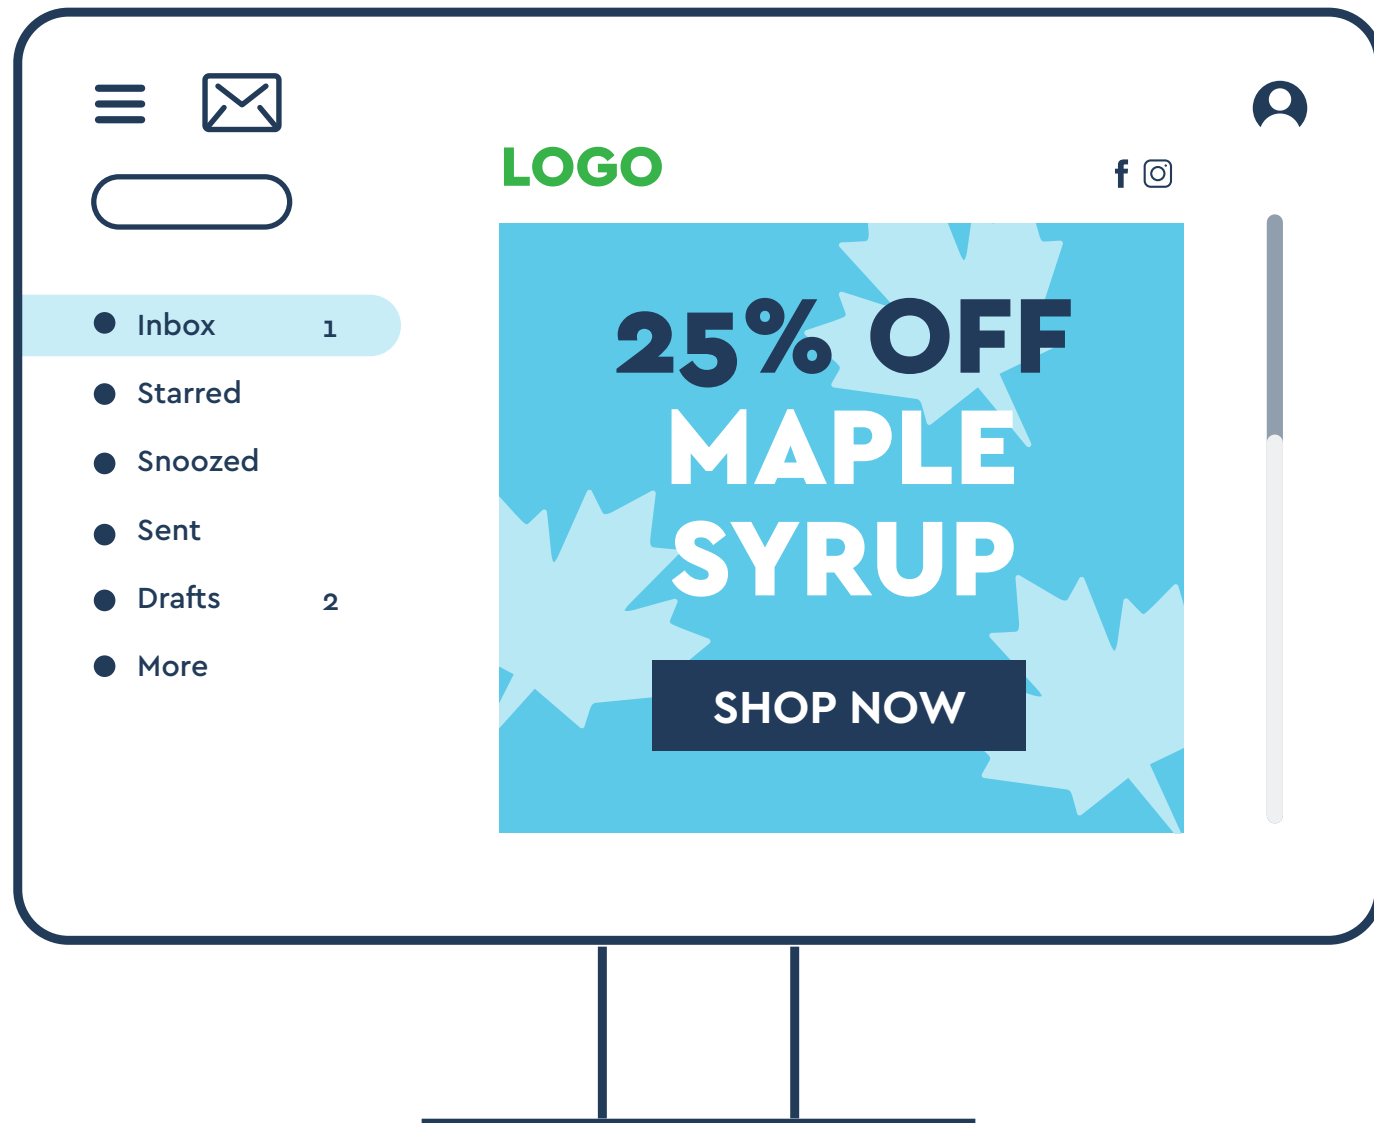 LOGO
Inbox 1
Starred
Snoozed
Sent
Drafts 2
More
25% OFF
MAPLE
SYRUP
SHOP NOW